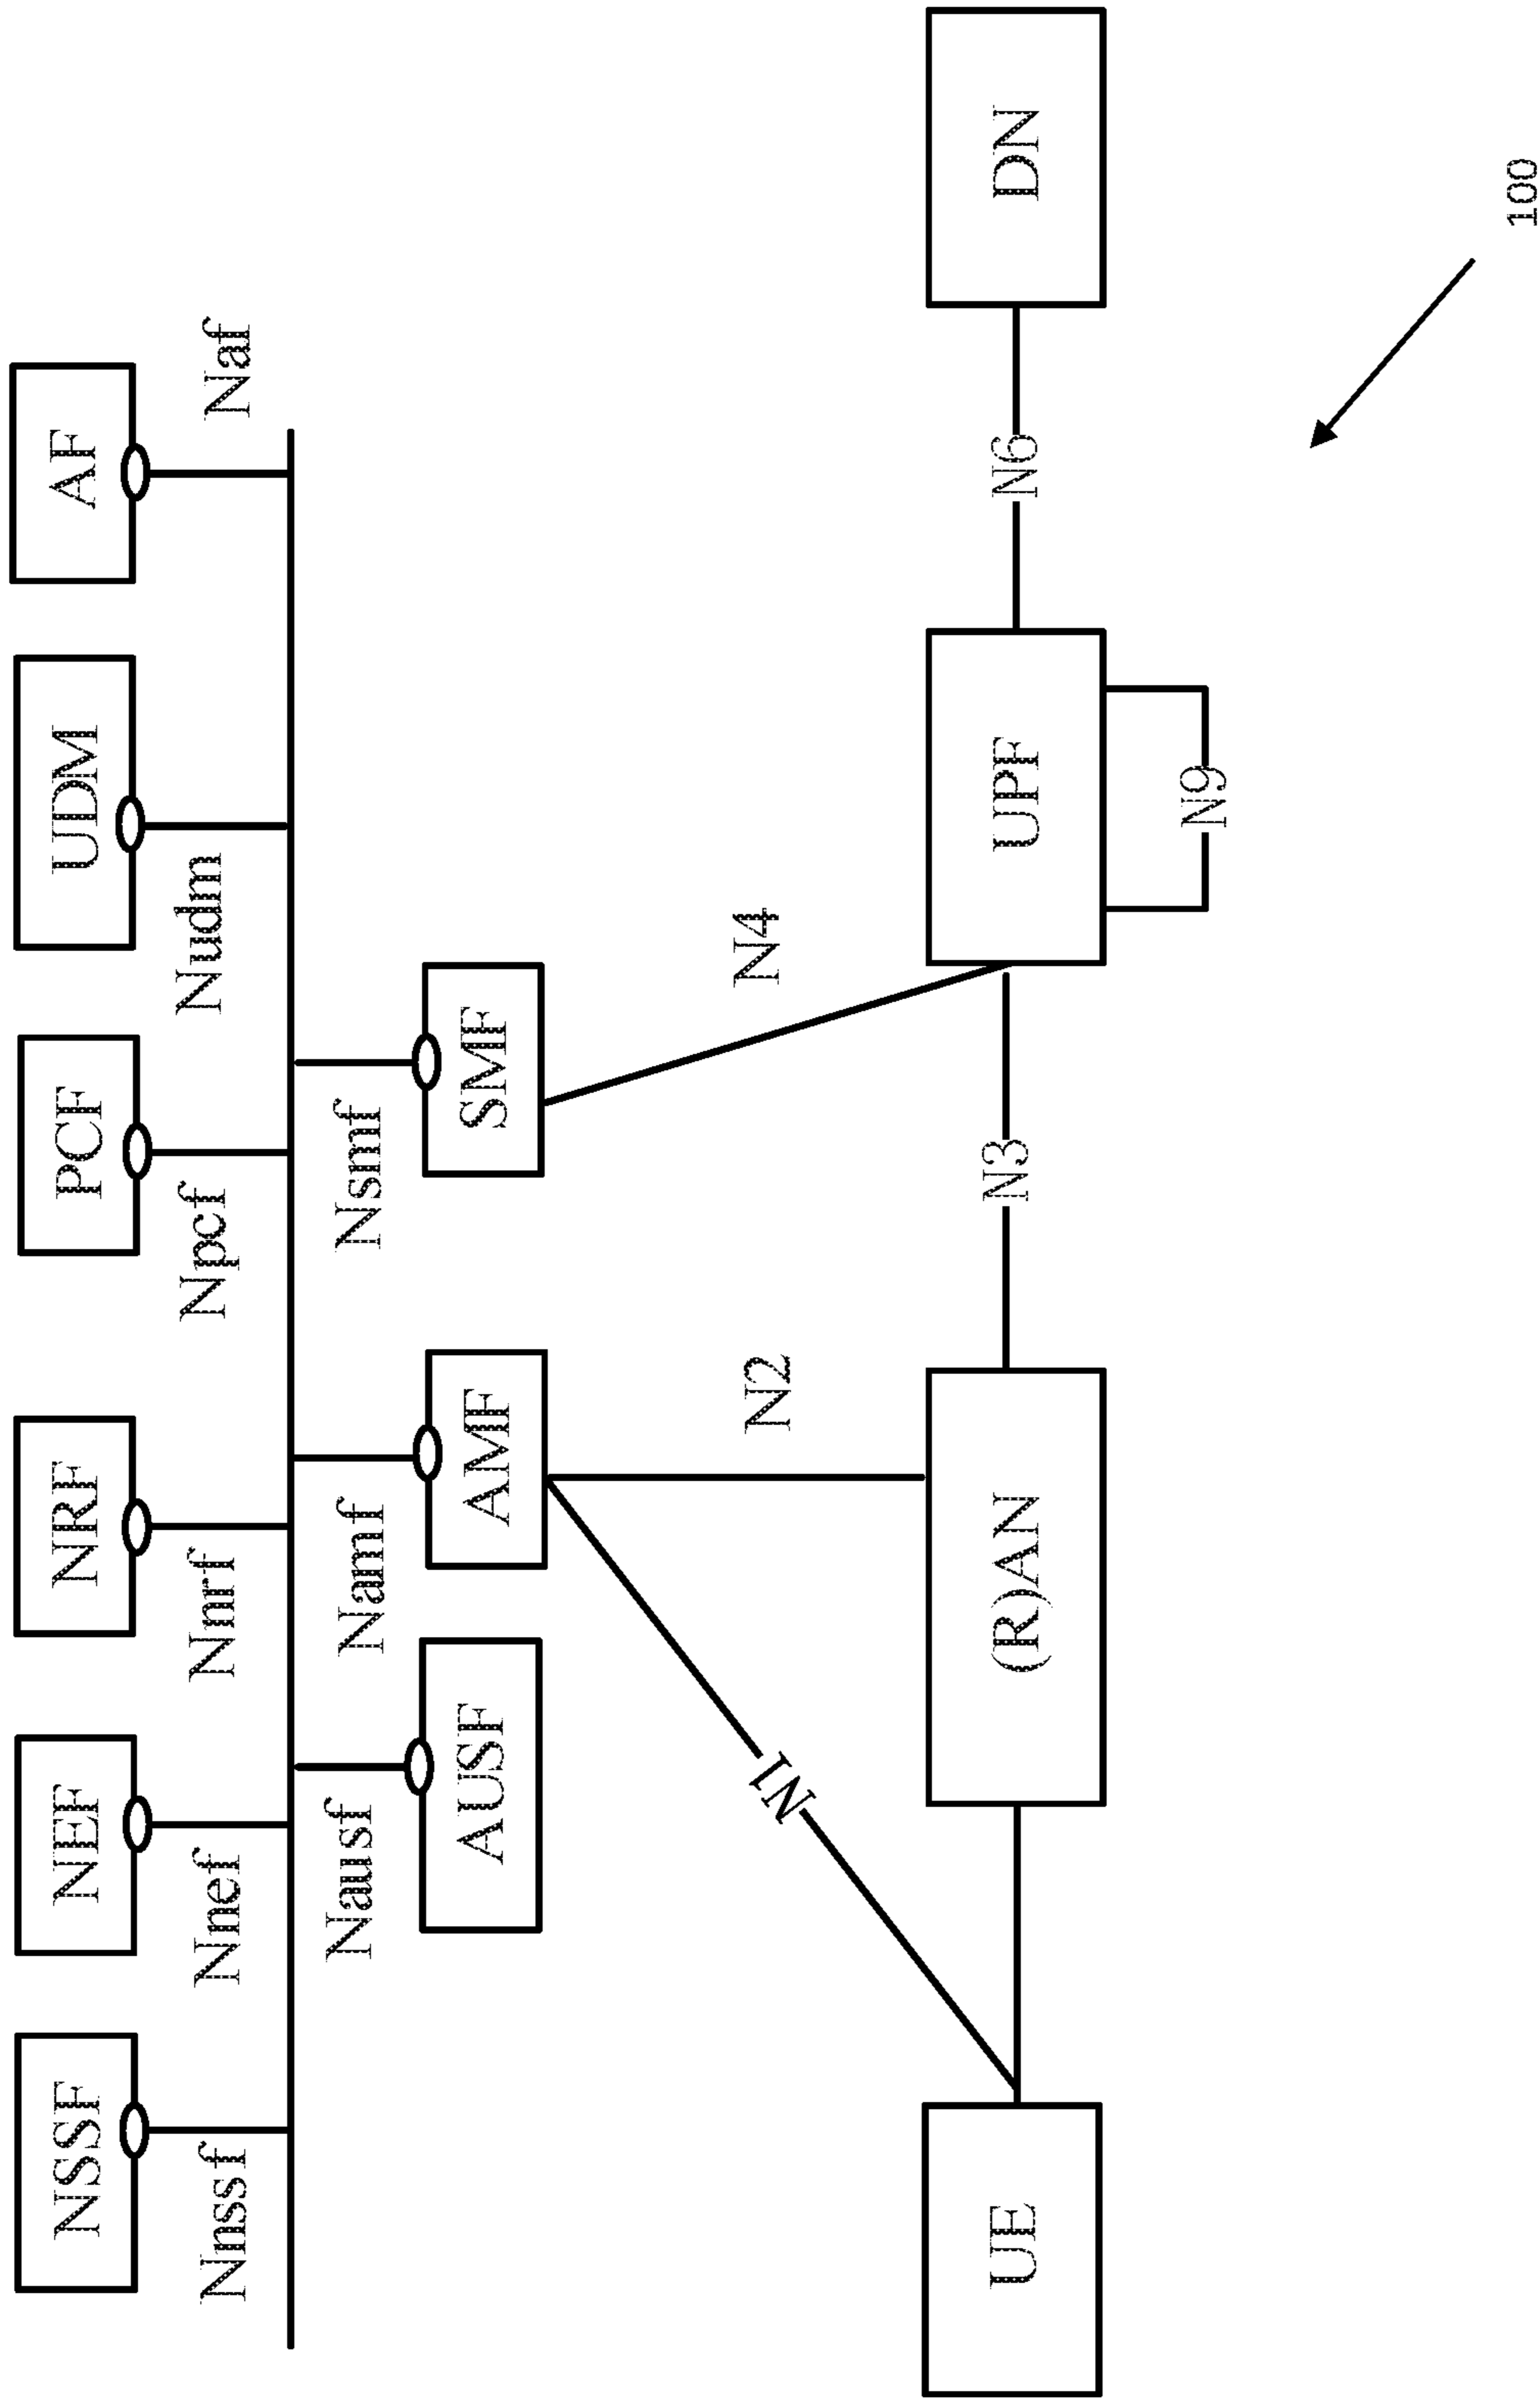 NSSF
NEF
NRF
PCF
UDM
AF
Nnssf
Nnef
Nnrf
Npcf
Nudm
Naf
Nausf
Namf
Nsmf
AUSF
AMF
SMF
N1
N2
N4
UE
(R)AN
N3
UPF
N6
DN
N9
100